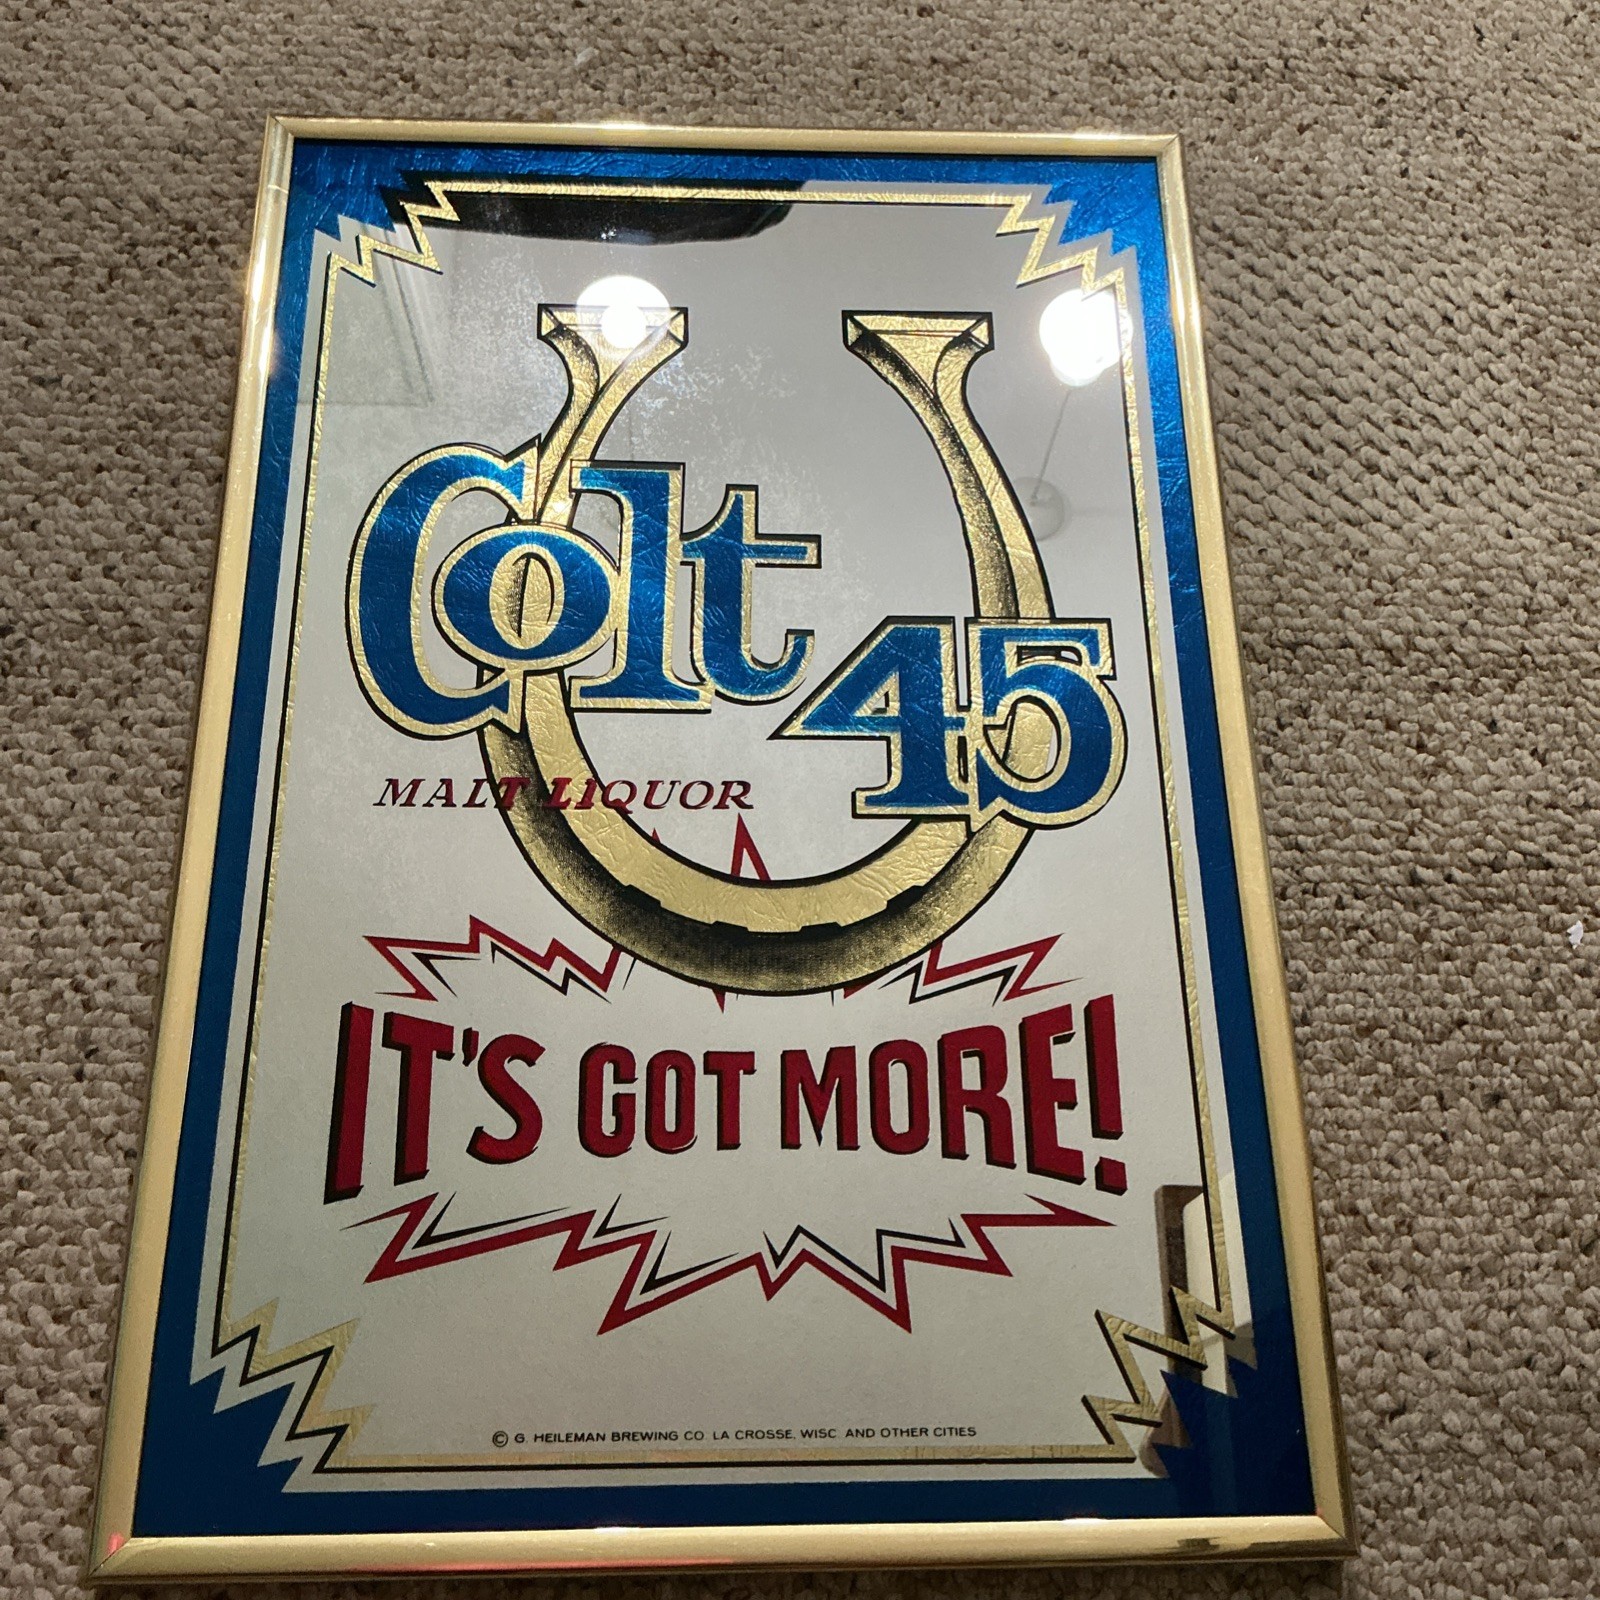 Colt 45
MALT LIQUOR
IT'S GOT MORE!
© G. HEILEMAN BREWING CO. LA CROSSE, WISC. AND OTHER CITIES